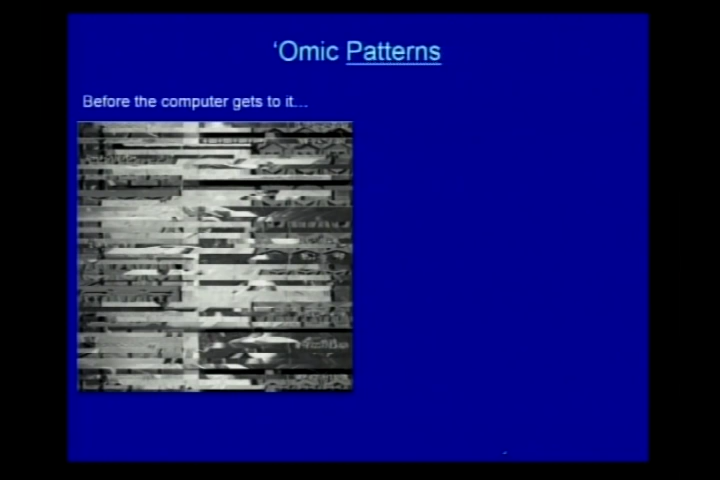 ‘Omic Patterns
Before the computer gets to it...